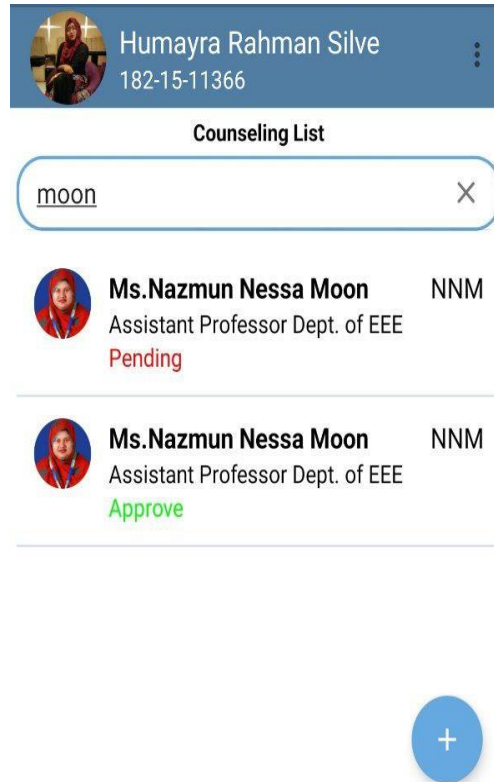 Humayra Rahman Silve
182-15-11366
Counseling List
moon
Ms.Nazmun Nessa Moon NNM
Assistant Professor Dept. of EEE
Pending
Ms.Nazmun Nessa Moon NNM
Assistant Professor Dept. of EEE
Approve
+